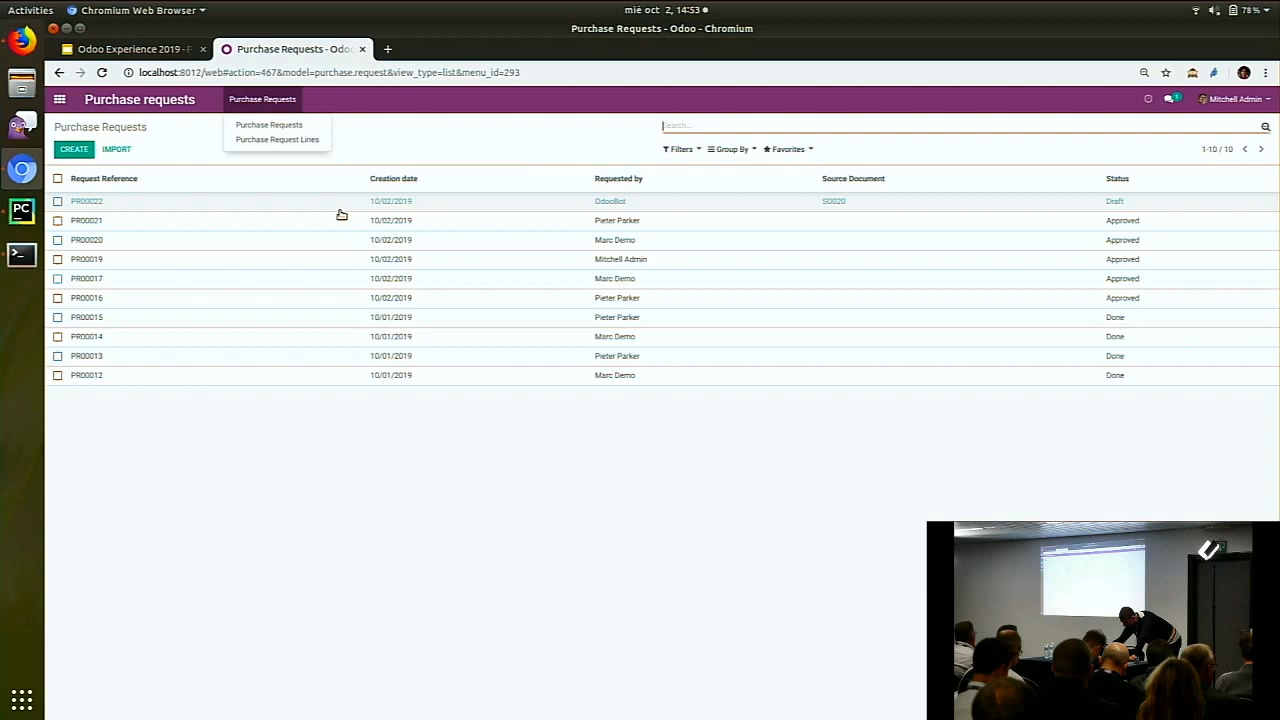 Activities
Chromium Web Browser
mié oct 2, 14:53
78 %
Purchase Requests - Odoo - Chromium
Odoo Experience 2019 - P
Purchase Requests - Odoo
localhost:8012/web#action=467&model=purchase.request&view_type=list&menu_id=293
Purchase requests
Purchase Requests
1
Mitchell Admin
Purchase Requests
Purchase Requests
Purchase Request Lines
Search...
CREATE
IMPORT
Filters
Group By
Favorites
1-10 / 10
Request Reference Creation date Requested by Source Document Status
PR00022 10/02/2019 OdooBot SO020 Draft
PR00021 10/02/2019 Pieter Parker Approved
PR00020 10/02/2019 Marc Demo Approved
PR00019 10/02/2019 Mitchell Admin Approved
PR00017 10/02/2019 Marc Demo Approved
PR00016 10/02/2019 Pieter Parker Approved
PR00015 10/01/2019 Pieter Parker Done
PR00014 10/01/2019 Marc Demo Done
PR00013 10/01/2019 Pieter Parker Done
PR00012 10/01/2019 Marc Demo Done
PC